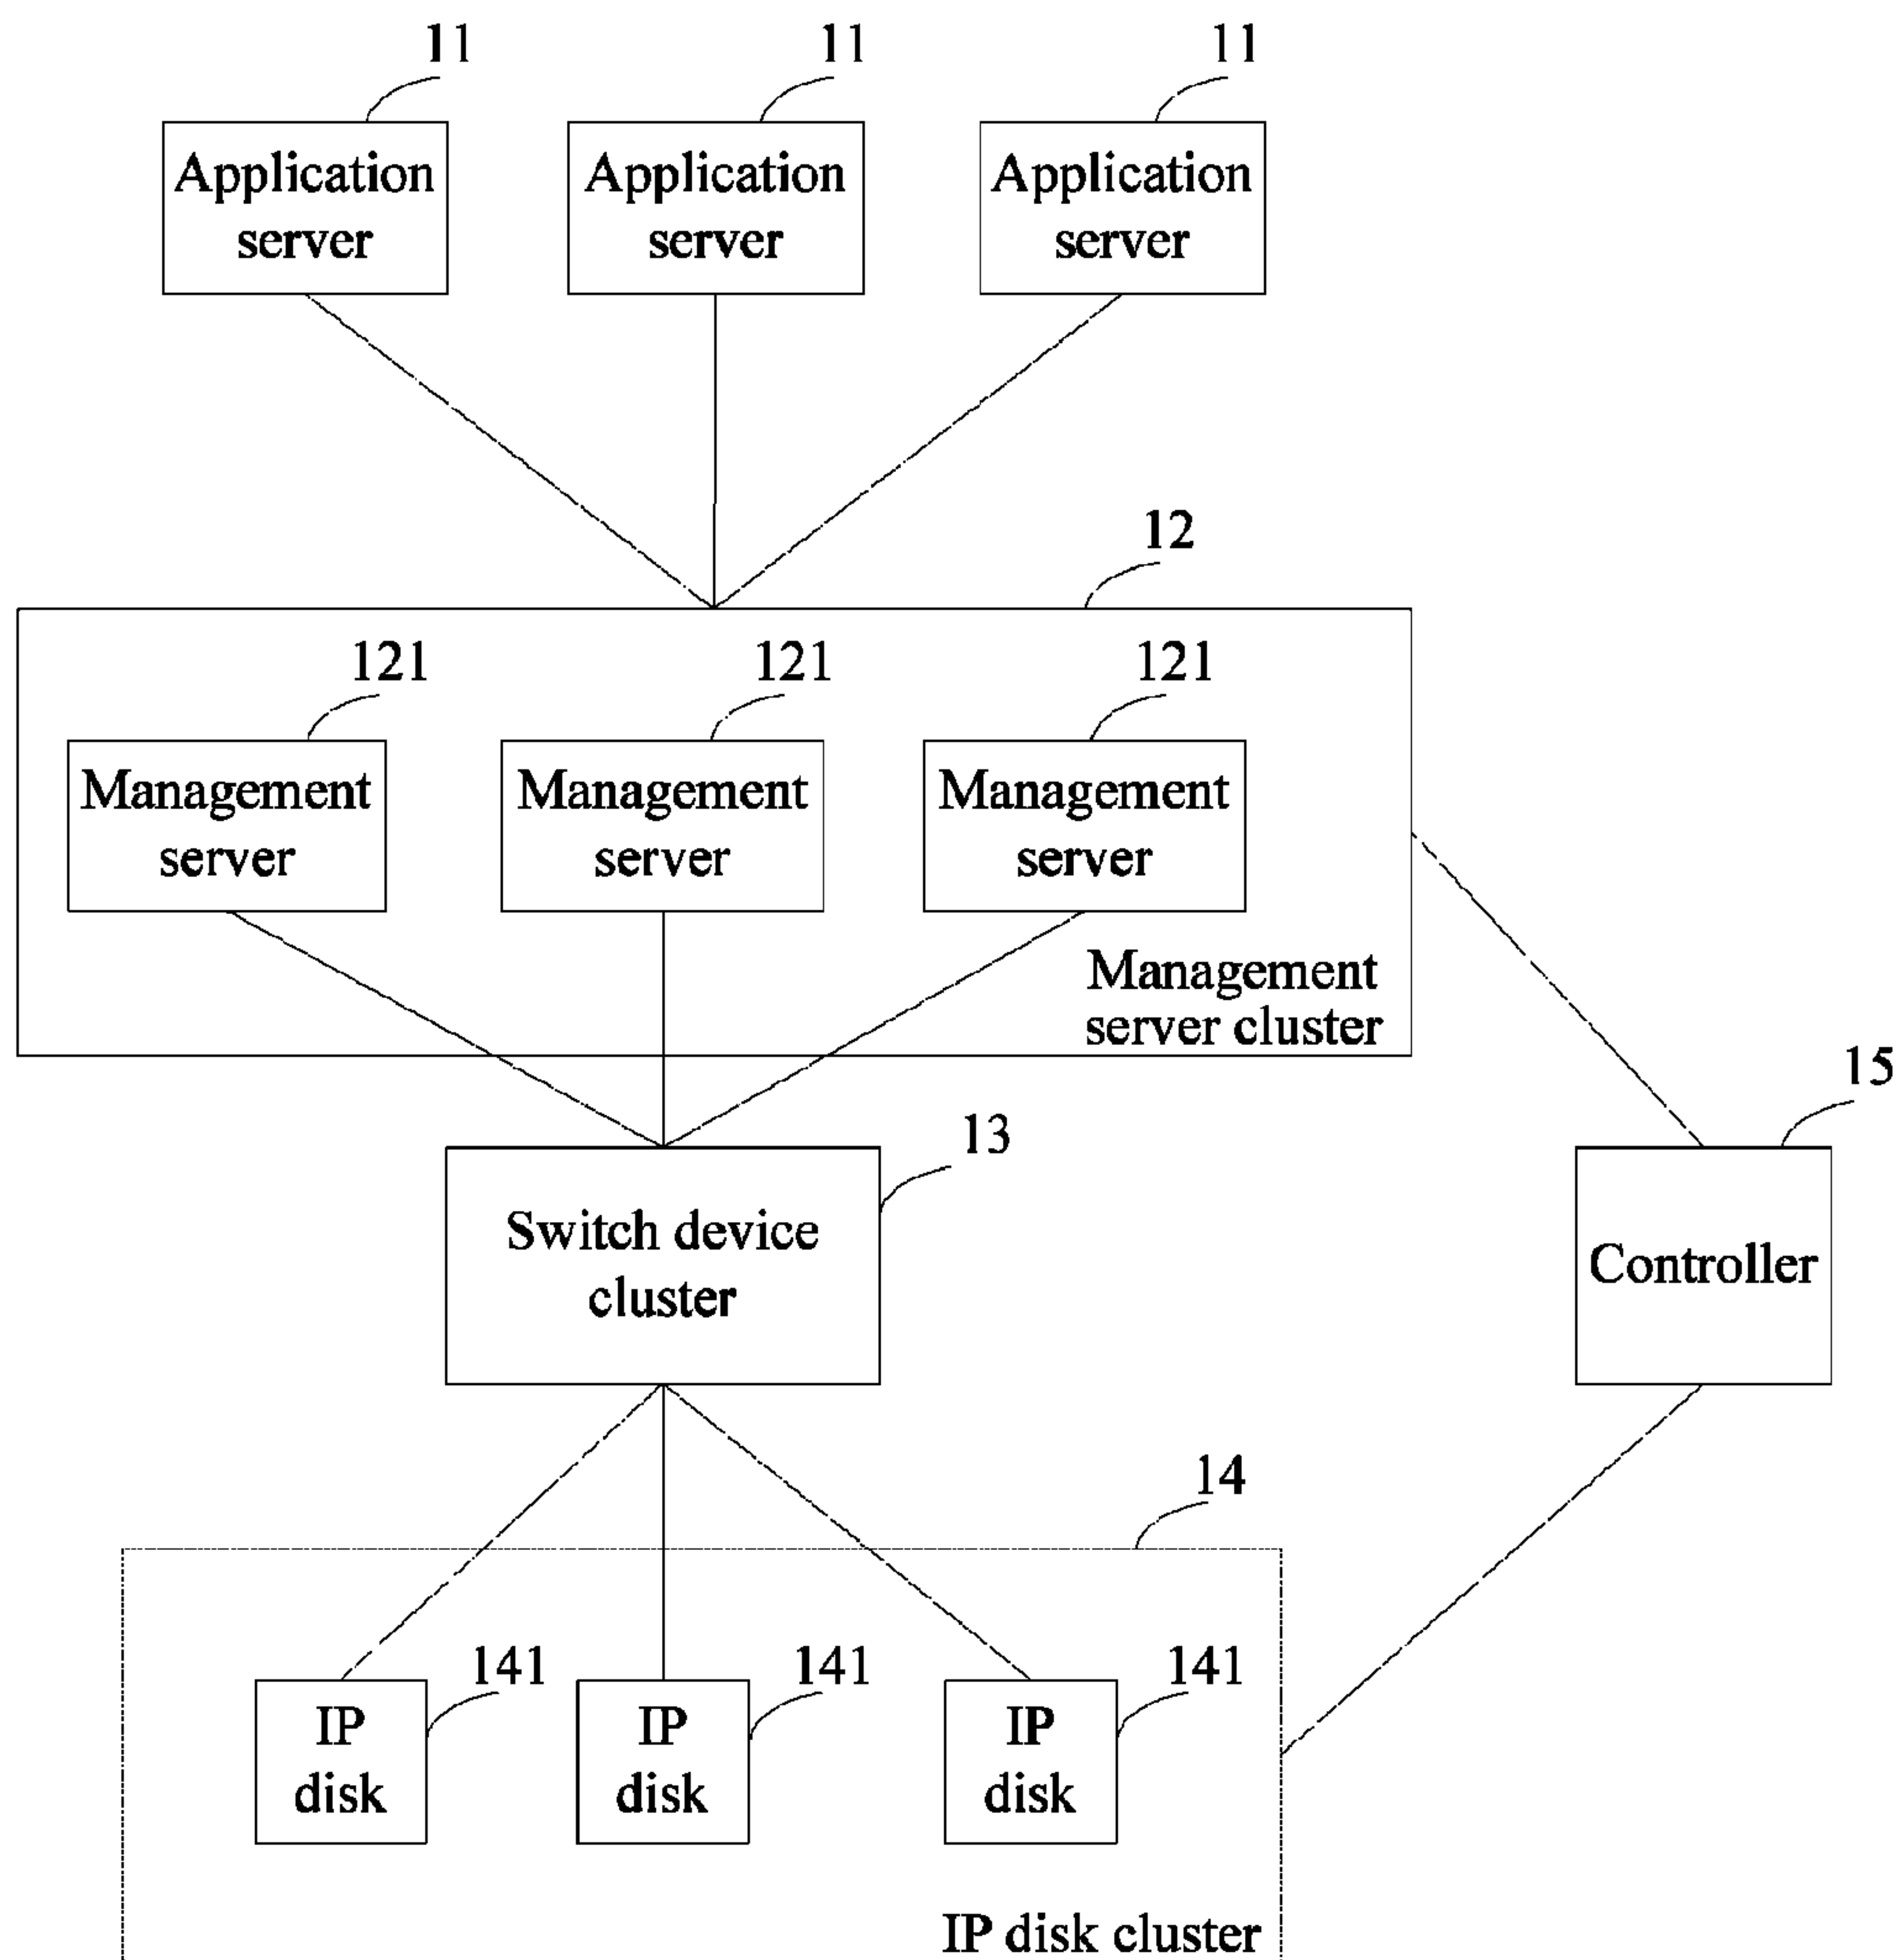 11 11 11
Application Application Application
server server server
12
121 121 121
Management Management Management
server server server
Management
server cluster
15
13
Switch device
cluster
Controller
14
141 141 141
IP IP IP
disk disk disk
IP disk cluster